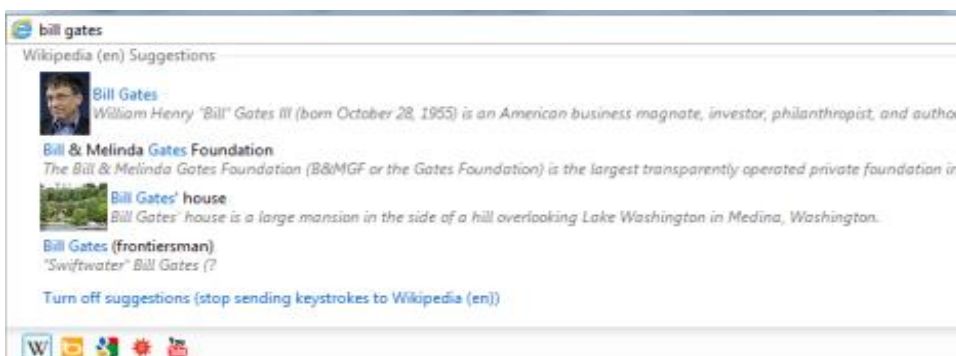 bill gates
Wikipedia (en) Suggestions
Bill Gates
William Henry "Bill" Gates III (born October 28, 1955) is an American business magnate, investor, philanthropist, and autho
Bill & Melinda Gates Foundation
The Bill & Melinda Gates Foundation (B&MGF or the Gates Foundation) is the largest transparently operated private foundation in
Bill Gates' house
Bill Gates' house is a large mansion in the side of a hill overlooking Lake Washington in Medina, Washington.
Bill Gates (frontiersman)
"Swiftwater" Bill Gates (?
Turn off suggestions (stop sending keystrokes to Wikipedia (en))
W